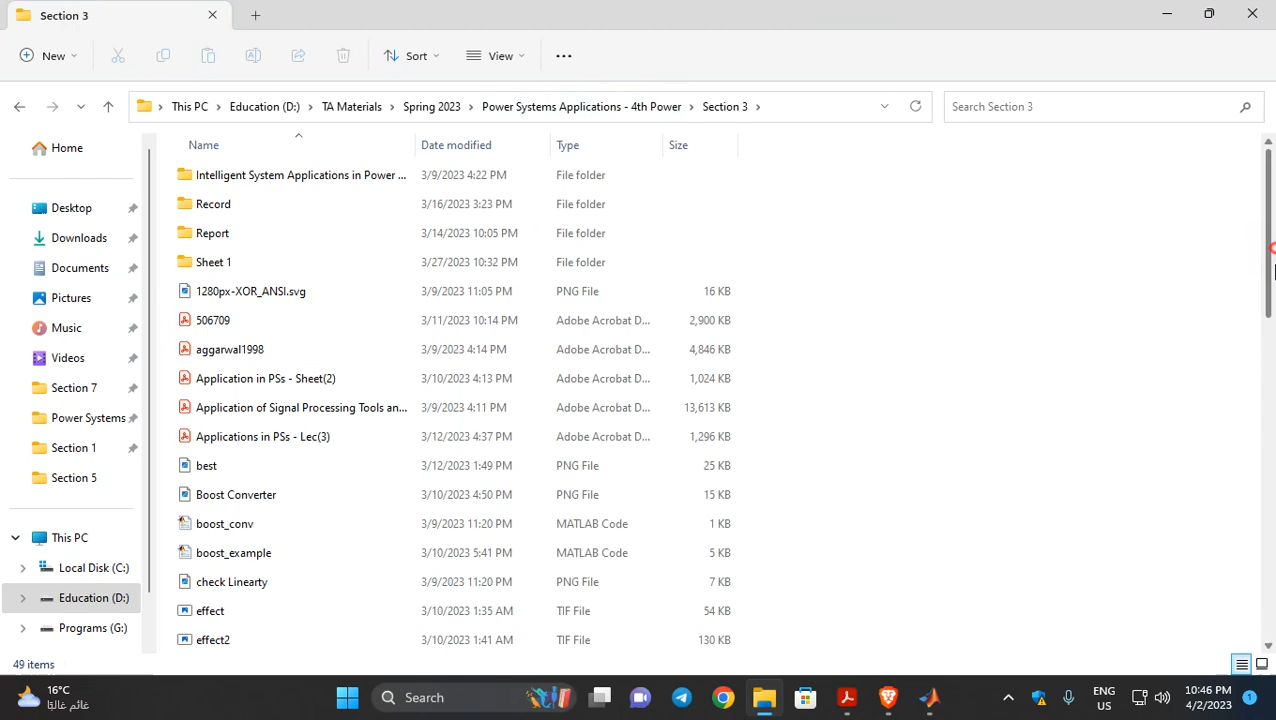 Section 3
New
Sort
View
This PC > Education (D:) > TA Materials > Spring 2023 > Power Systems Applications - 4th Power > Section 3 >
Search Section 3
Home
Desktop
Downloads
Documents
Pictures
Music
Videos
Section 7
Power Systems
Section 1
Section 5
This PC
Local Disk (C:)
Education (D:)
Programs (G:)
Name Date modified Type Size
Intelligent System Applications in Power ... 3/9/2023 4:22 PM File folder
Record 3/16/2023 3:23 PM File folder
Report 3/14/2023 10:05 PM File folder
Sheet 1 3/27/2023 10:32 PM File folder
1280px-XOR_ANSI.svg 3/9/2023 11:05 PM PNG File 16 KB
506709 3/11/2023 10:14 PM Adobe Acrobat D... 2,900 KB
aggarwal1998 3/9/2023 4:14 PM Adobe Acrobat D... 4,846 KB
Application in PSs - Sheet(2) 3/10/2023 4:13 PM Adobe Acrobat D... 1,024 KB
Application of Signal Processing Tools an... 3/9/2023 4:11 PM Adobe Acrobat D... 13,613 KB
Applications in PSs - Lec(3) 3/12/2023 4:37 PM Adobe Acrobat D... 1,296 KB
best 3/12/2023 1:49 PM PNG File 25 KB
Boost Converter 3/10/2023 4:50 PM PNG File 15 KB
boost_conv 3/9/2023 11:20 PM MATLAB Code 1 KB
boost_example 3/10/2023 5:41 PM MATLAB Code 5 KB
check Linearty 3/9/2023 11:20 PM PNG File 7 KB
effect 3/10/2023 1:35 AM TIF File 54 KB
effect2 3/10/2023 1:41 AM TIF File 130 KB
49 items
16°C
غائم غالبًا
Search
ENG
US
10:46 PM
4/2/2023
1